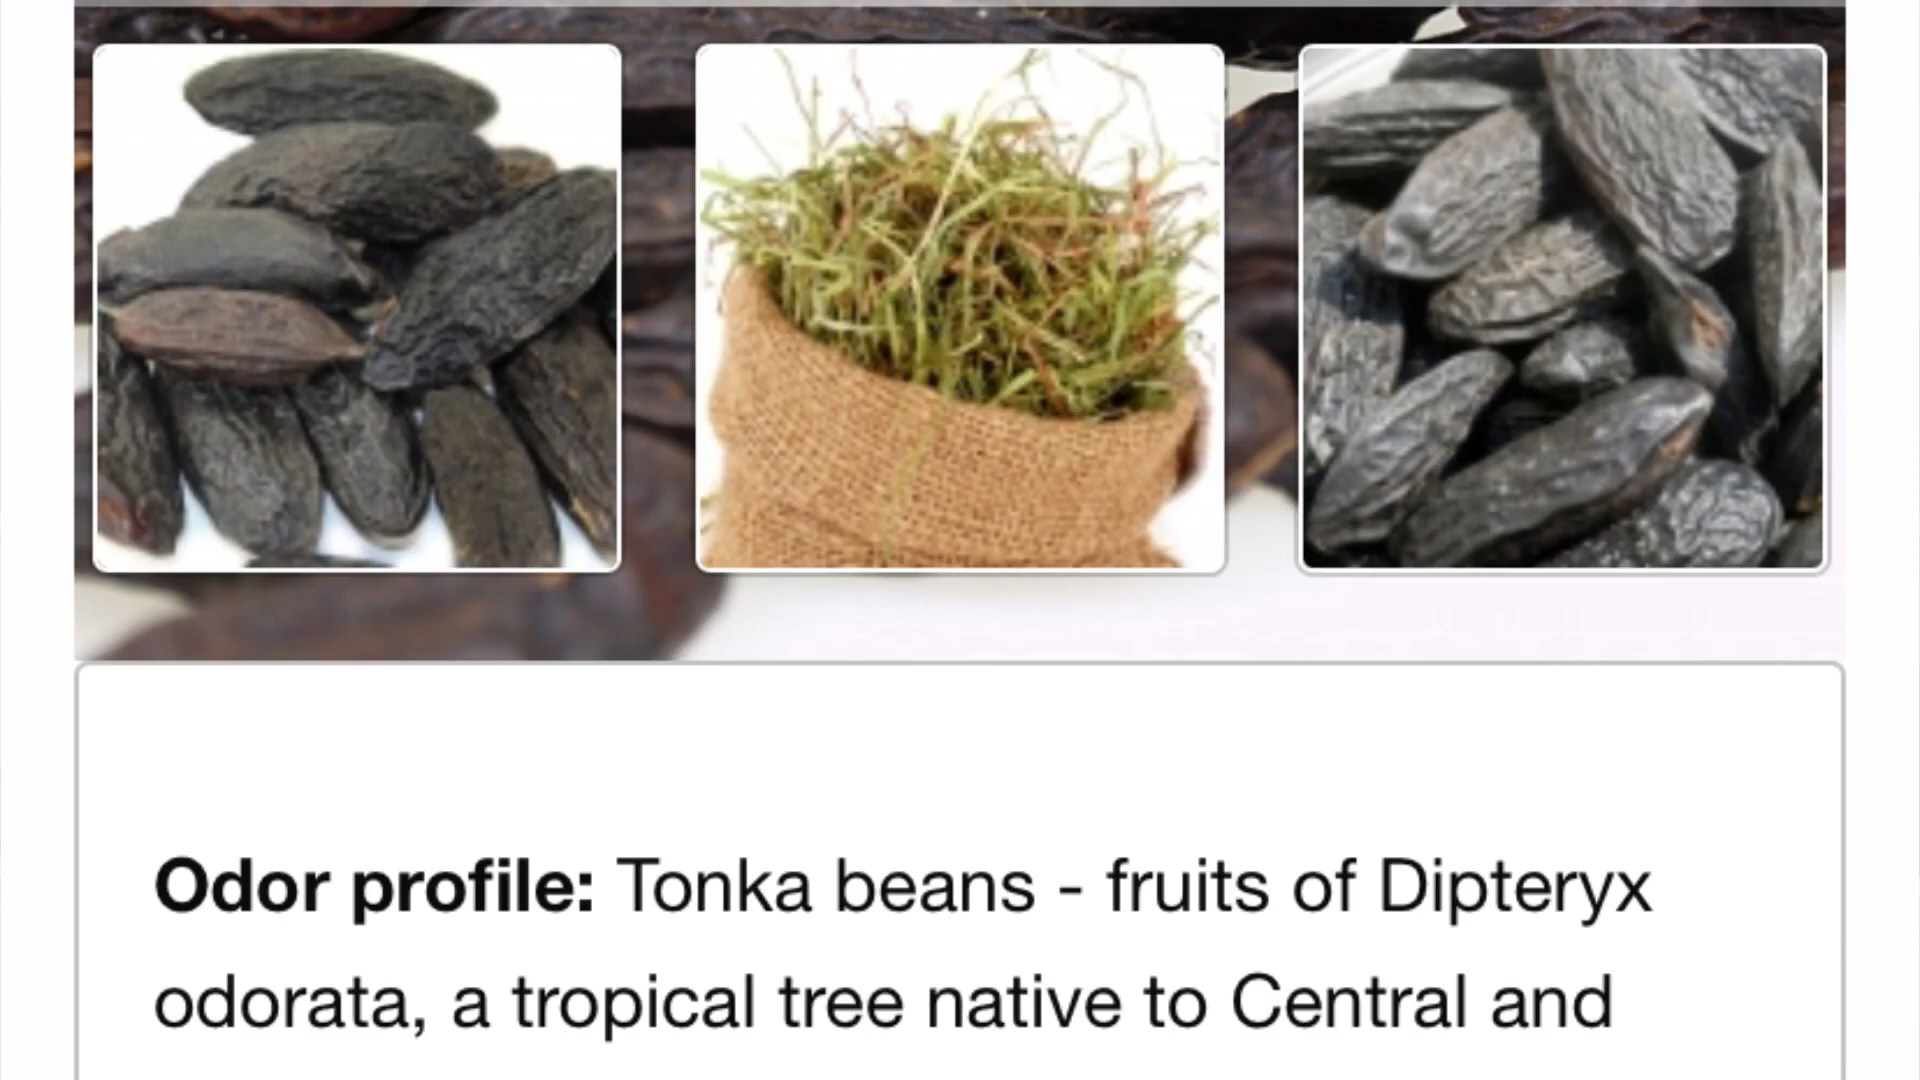 Odor profile: Tonka beans - fruits of Dipteryx
odorata, a tropical tree native to Central and